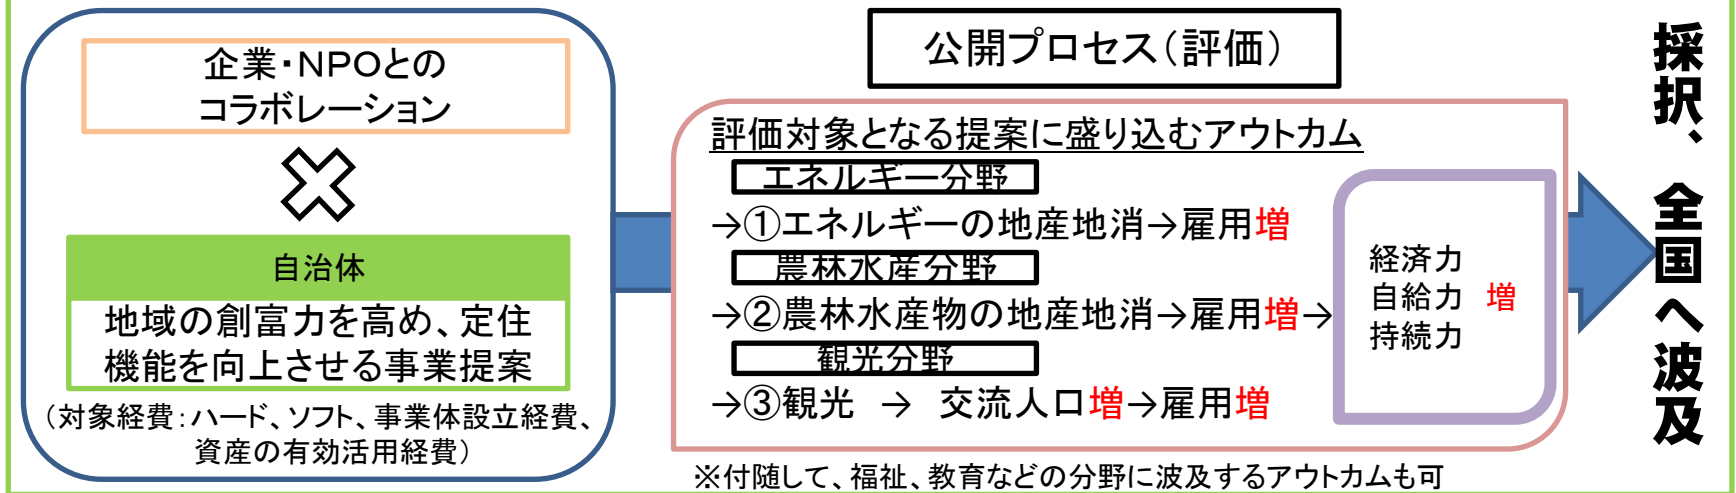 企業・NPOとの
コラボレーション
自治体
地域の創富力を高め、定住
機能を向上させる事業提案
（対象経費：ハード、ソフト、事業体設立経費、
資産の有効活用経費）
公開プロセス（評価）
評価対象となる提案に盛り込むアウトカム
エネルギー分野
→①エネルギーの地産地消→雇用増
農林水産分野
→②農林水産物の地産地消→雇用増→
観光分野
→③観光　→　交流人口増→雇用増
経済力
自給力　増
持続力
※付随して、福祉、教育などの分野に波及するアウトカムも可
採択、全国へ波及